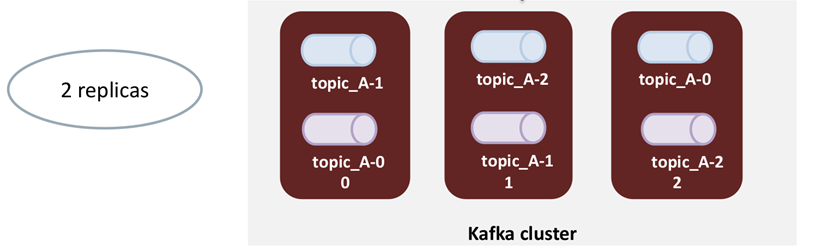 2 replicas
topic_A-1
topic_A-2
topic_A-0
topic_A-0
0
topic_A-1
1
topic_A-2
2
Kafka cluster